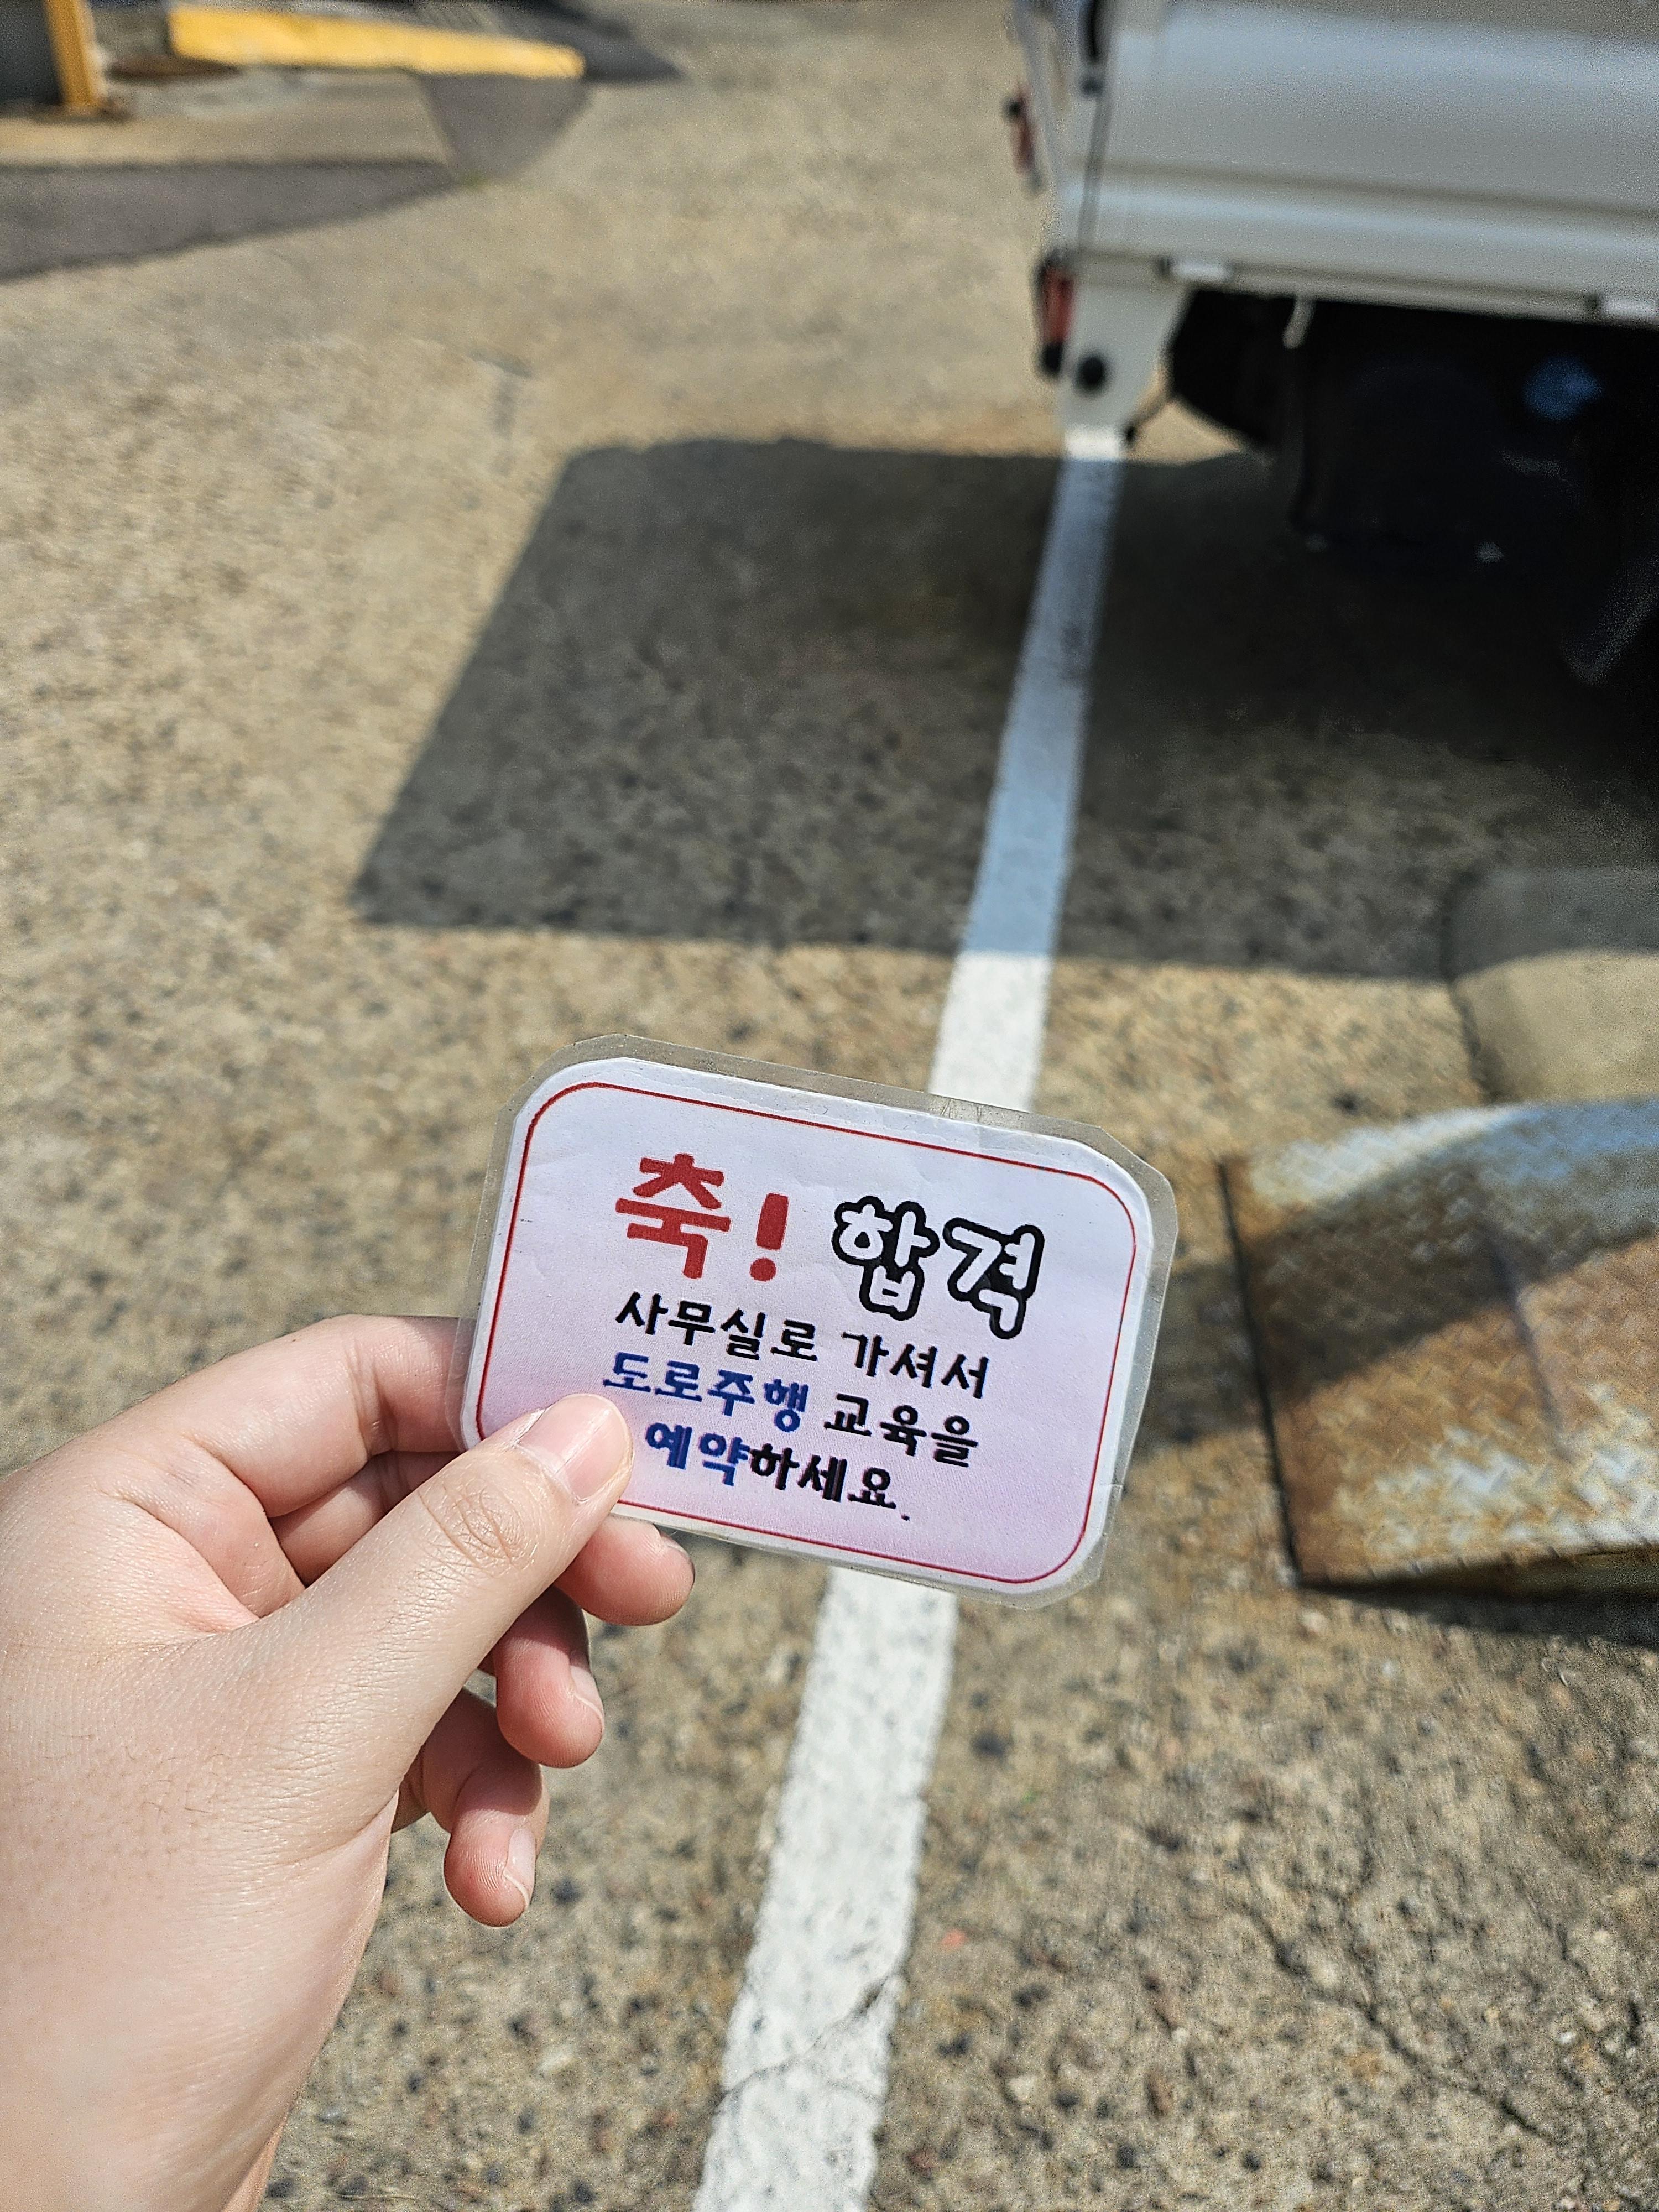 축! 합격
사무실로 가셔서
도로주행 교육을
예약하세요.